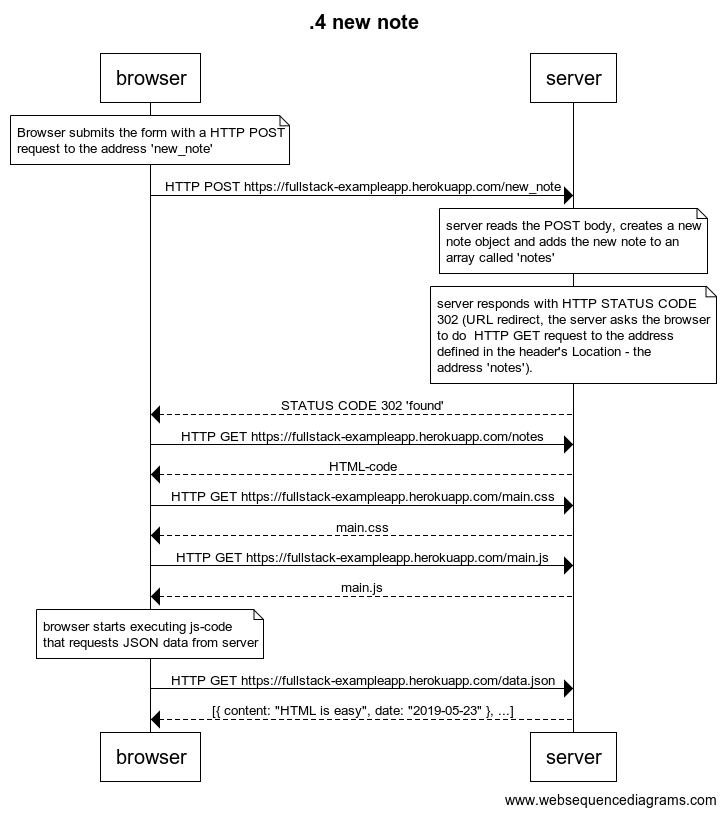 .4 new note
browser
server
Browser submits the form with a HTTP POST
request to the address 'new_note'
HTTP POST https://fullstack-exampleapp.herokuapp.com/new_note
server reads the POST body, creates a new
note object and adds the new note to an
array called 'notes'
server responds with HTTP STATUS CODE
302 (URL redirect, the server asks the browser
to do  HTTP GET request to the address
defined in the header's Location - the
address 'notes').
STATUS CODE 302 'found'
HTTP GET https://fullstack-exampleapp.herokuapp.com/notes
HTML-code
HTTP GET https://fullstack-exampleapp.herokuapp.com/main.css
main.css
HTTP GET https://fullstack-exampleapp.herokuapp.com/main.js
main.js
browser starts executing js-code
that requests JSON data from server
HTTP GET https://fullstack-exampleapp.herokuapp.com/data.json
[{ content: "HTML is easy", date: "2019-05-23" }, ...]
browser
server
www.websequencediagrams.com